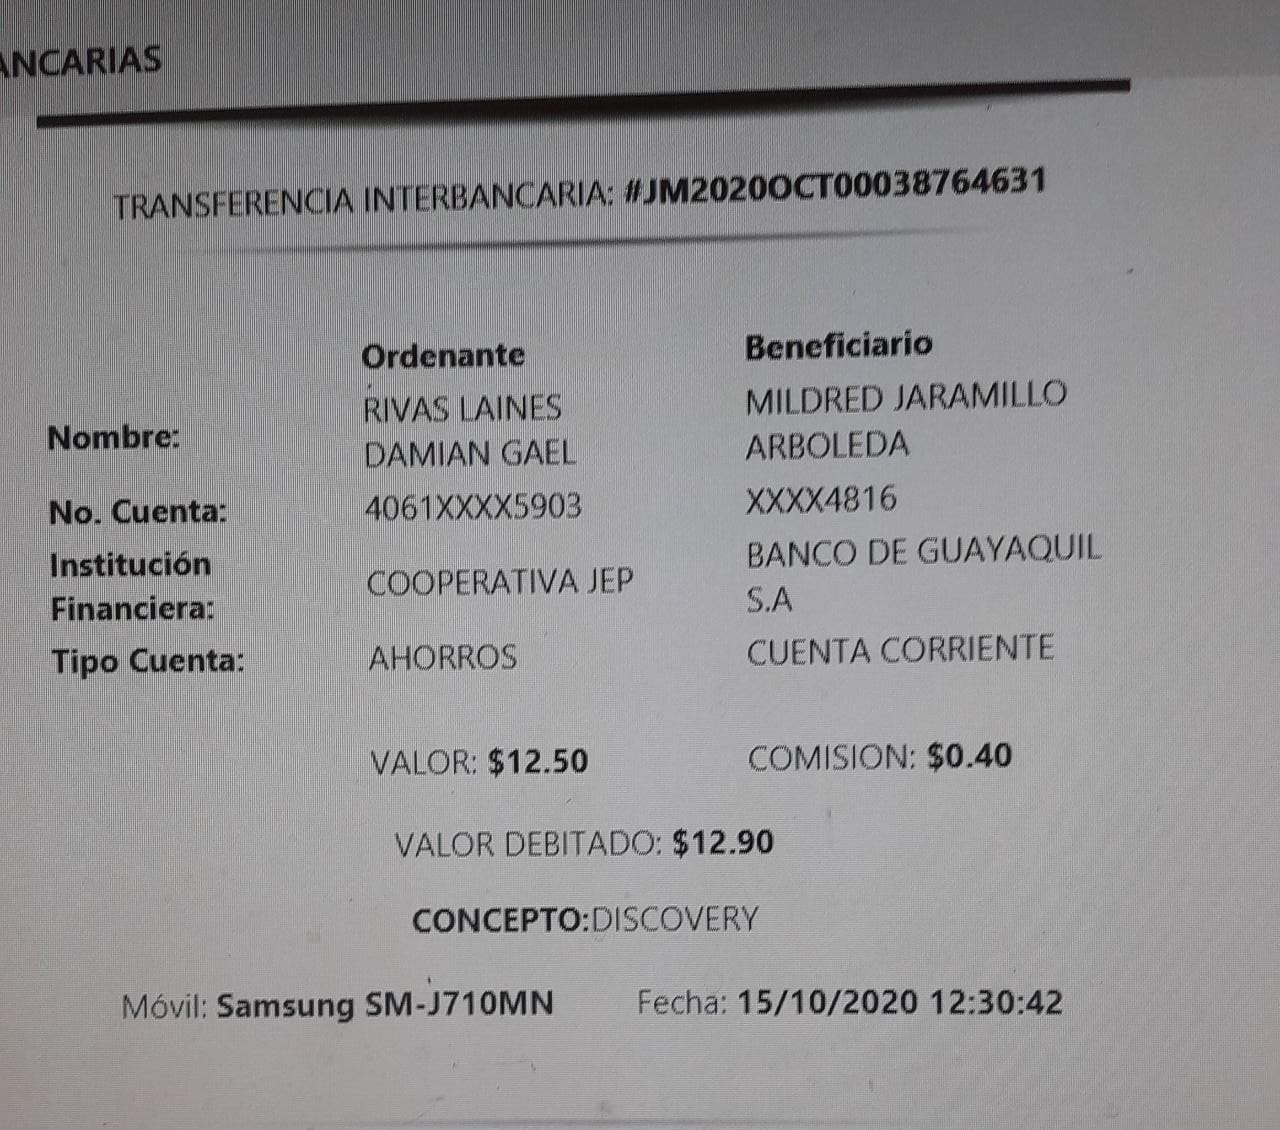 ANCARIAS
TRANSFERENCIA INTERBANCARIA: #JM2020OCT00038764631
Ordenante Beneficiario
Nombre: RIVAS LAINES DAMIAN GAEL MILDRED JARAMILLO ARBOLEDA
No. Cuenta: 4061XXXX5903 XXXX4816
Institución Financiera: COOPERATIVA JEP BANCO DE GUAYAQUIL S.A
Tipo Cuenta: AHORROS CUENTA CORRIENTE
VALOR: $12.50 COMISION: $0.40
VALOR DEBITADO: $12.90
CONCEPTO:DISCOVERY
Móvil: Samsung SM-J710MN Fecha: 15/10/2020 12:30:42